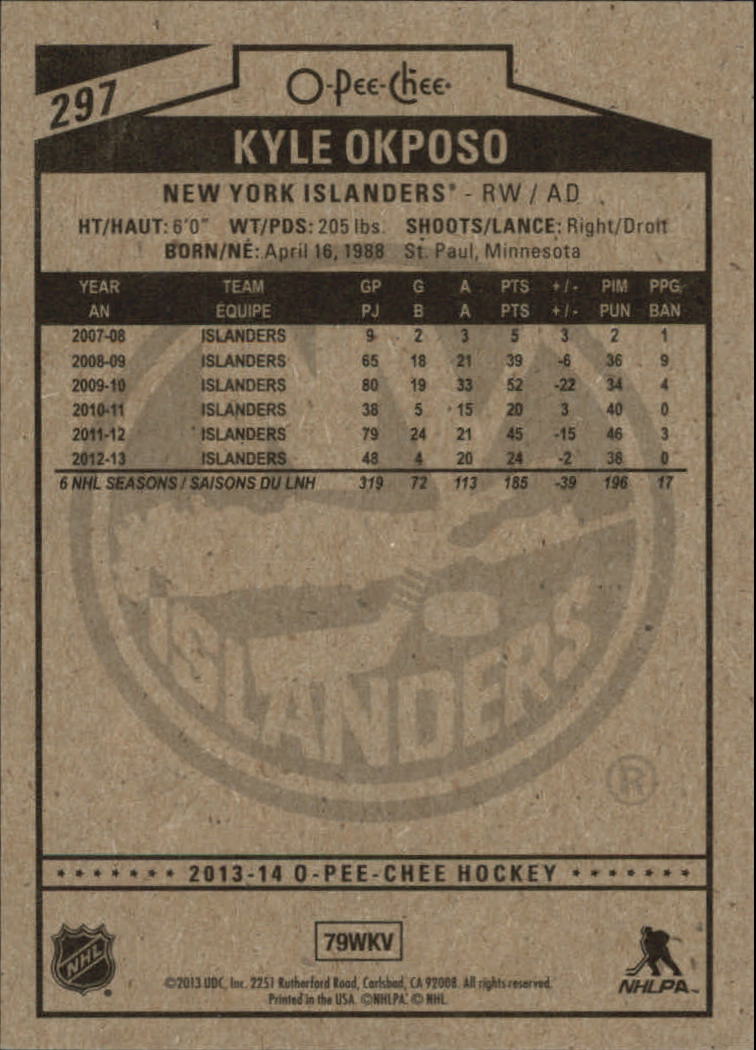 297
O-Pee-Chee
KYLE OKPOSO
NEW YORK ISLANDERS® - RW / AD
HT/HAUT: 6'0" WT/PDS: 205 lbs. SHOOTS/LANCE: Right/Droit
BORN/NÉ: April 16, 1988 St. Paul, Minnesota
YEAR TEAM GP G A PTS +/- PIM PPG
AN ÉQUIPE PJ B A PTS +/- PUN BAN
2007-08 ISLANDERS 9 2 3 5 3 2 1
2008-09 ISLANDERS 65 18 21 39 -6 36 9
2009-10 ISLANDERS 80 19 33 52 -22 34 4
2010-11 ISLANDERS 38 5 15 20 3 40 0
2011-12 ISLANDERS 79 24 21 45 -15 46 3
2012-13 ISLANDERS 48 4 20 24 -2 38 0
6 NHL SEASONS / SAISONS DU LNH 319 72 113 185 -39 196 17
ISLANDERS
®
2013-14 O-PEE-CHEE HOCKEY
79WKV
NHL
NHLPA™
©2013 UDC, Inc. 2251 Rutherford Road, Carlsbad, CA 92008. All rights reserved.
Printed in the USA. ©NHLPA. © NHL.